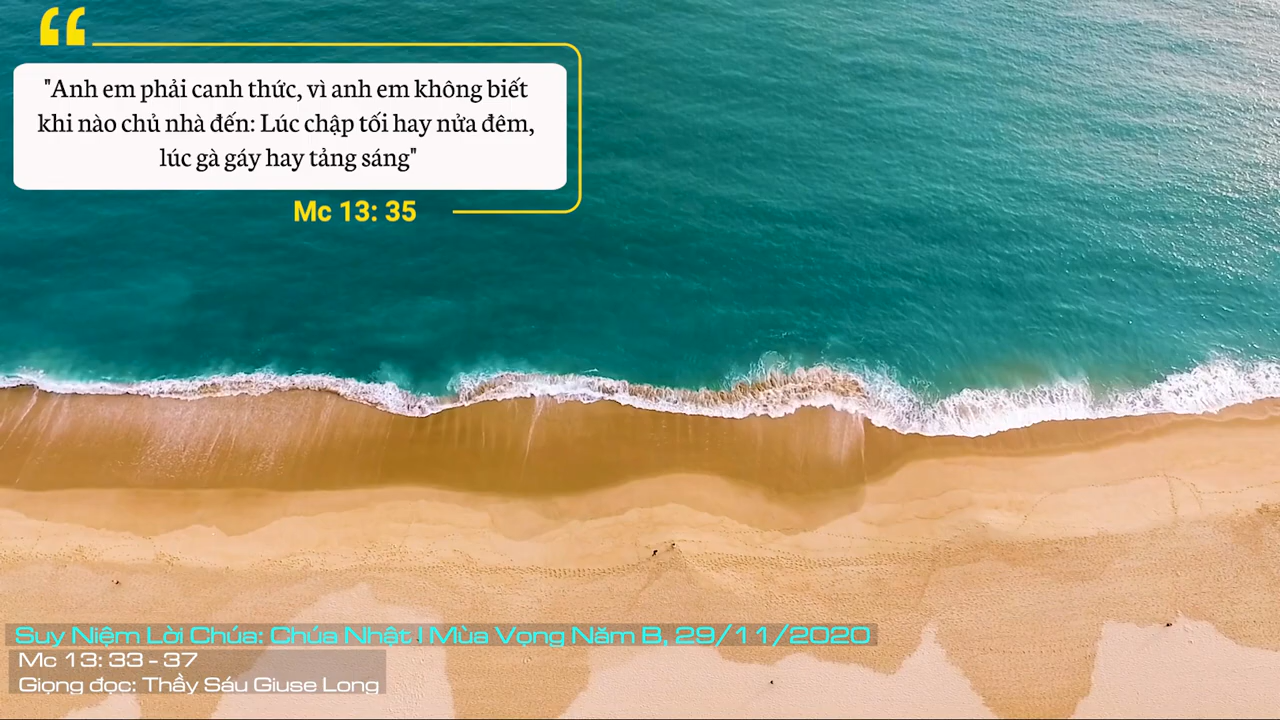 "Anh em phải canh thức, vì anh em không biết
khi nào chủ nhà đến: Lúc chập tối hay nửa đêm,
lúc gà gáy hay tảng sáng"
Mc 13: 35
Suy Niệm Lời Chúa: Chúa Nhật I Mùa Vọng Năm B, 29/11/2020
Mc 13: 33 - 37
Giọng đọc: Thầy Sáu Giuse Long